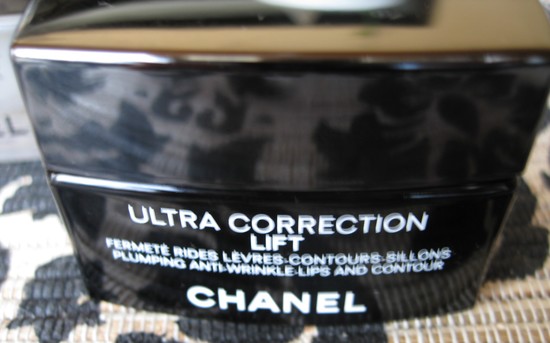 ULTRA CORRECTION
LIFT
FERMETÉ RIDES LÈVRES-CONTOURS-SILLONS
PLUMPING ANTI-WRINKLE-LIPS AND CONTOUR
CHANEL